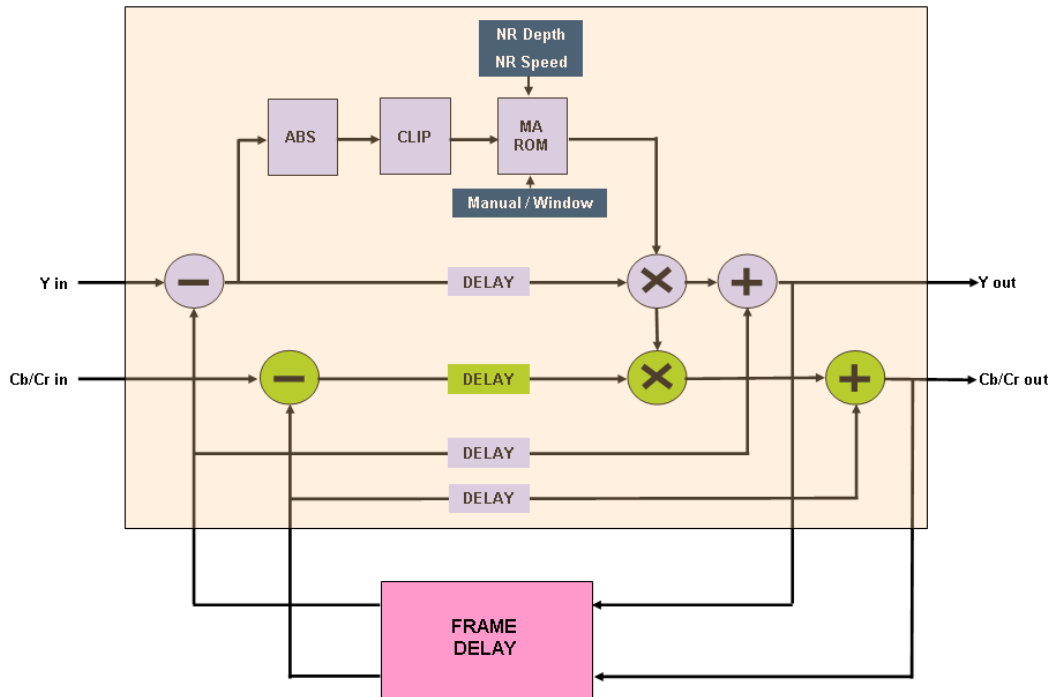 NR Depth
NR Speed
ABS
CLIP
MA
ROM
Manual / Window
Y in
DELAY
Y out
Cb/Cr in
DELAY
Cb/Cr out
DELAY
DELAY
FRAME
DELAY